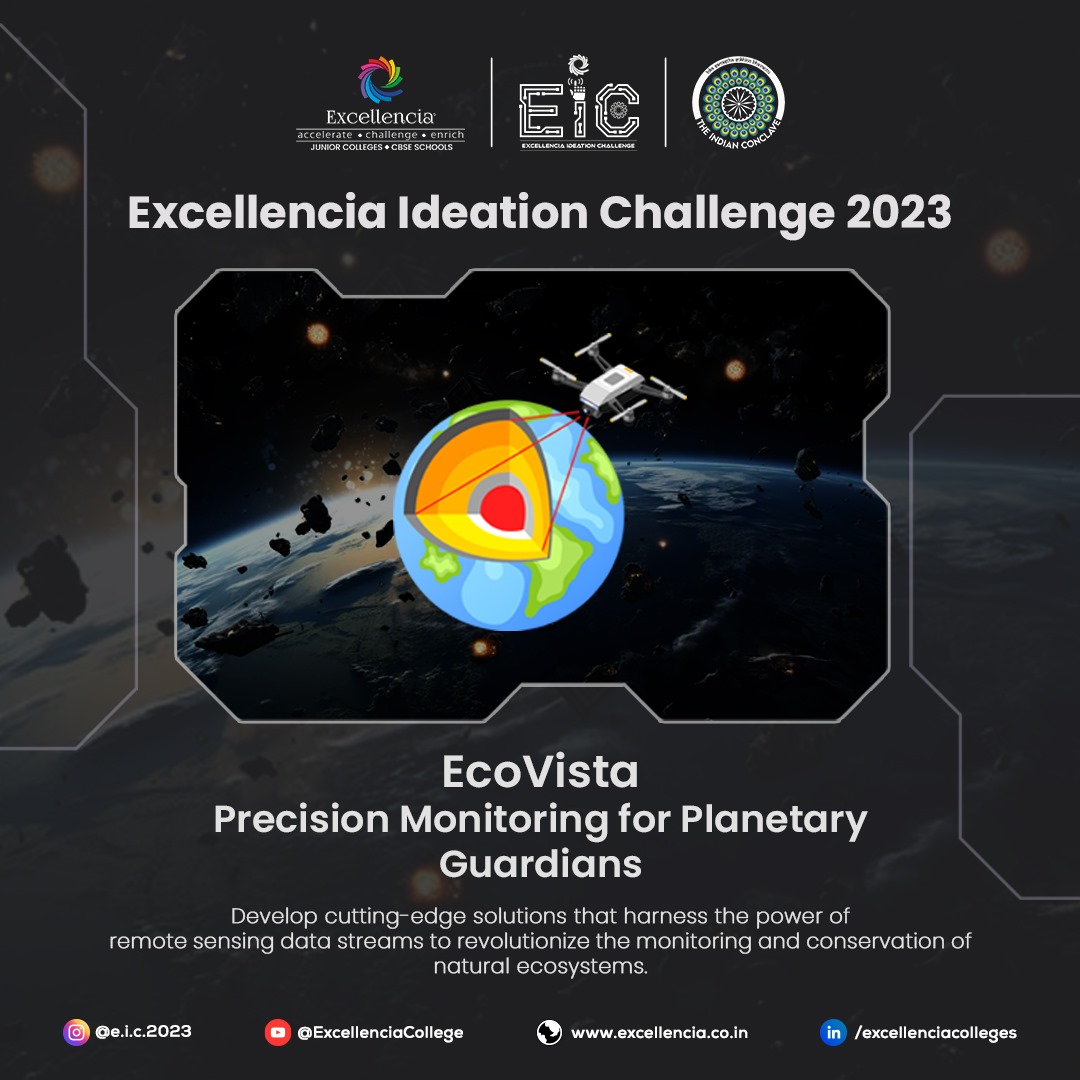 Excellencia
accelerate • challenge • enrich
JUNIOR COLLEGES ◆ CBSE SCHOOLS
EiC
EXCELLENCIA IDEATION CHALLENGE
THE INDIAN CONCLAVE
Excellencia Ideation Challenge 2023
EcoVista
Precision Monitoring for Planetary
Guardians
Develop cutting-edge solutions that harness the power of
remote sensing data streams to revolutionize the monitoring and conservation of
natural ecosystems.
@e.i.c.2023
@ExcellenciaCollege
www.excellencia.co.in
in /excellenciacolleges